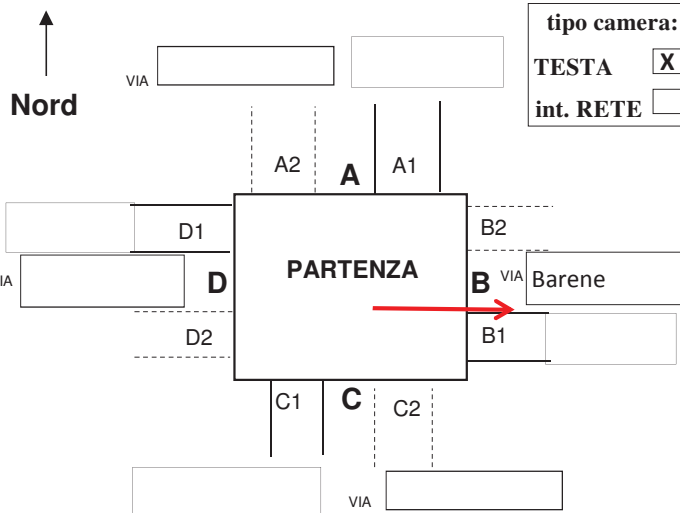 tipo camera:
TESTA X
int. RETE
Nord
VIA
A2
A
A1
D1
B2
PARTENZA
VIA
D
B
VIA Barene
D2
B1
C1
C
C2
VIA